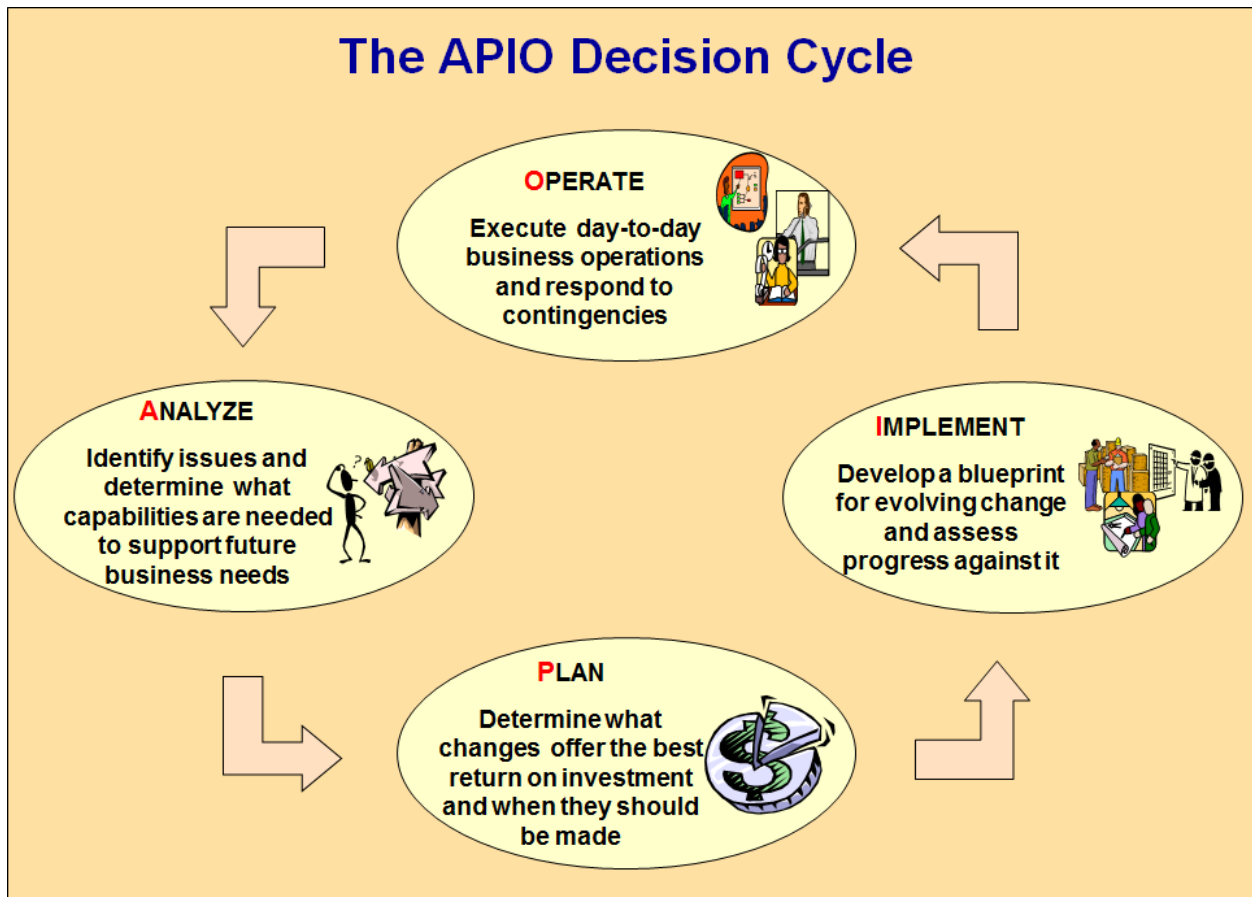 The APIO Decision Cycle
OPERATE
Execute day-to-day
business operations
and respond to
contingencies
ANALYZE
Identify issues and
determine what
capabilities are needed
to support future
business needs
IMPLEMENT
Develop a blueprint
for evolving change
and assess
progress against it
PLAN
Determine what
changes offer the best
return on investment
and when they should
be made